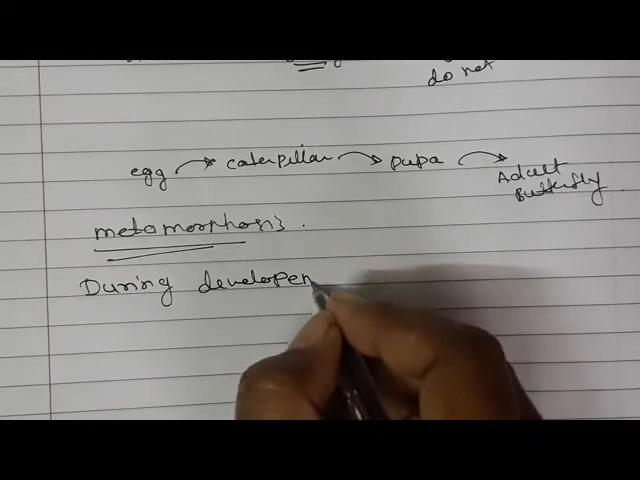 do not
egg → caterpillar → pupa → Adult Butterfly
metamorphosis.
During developen